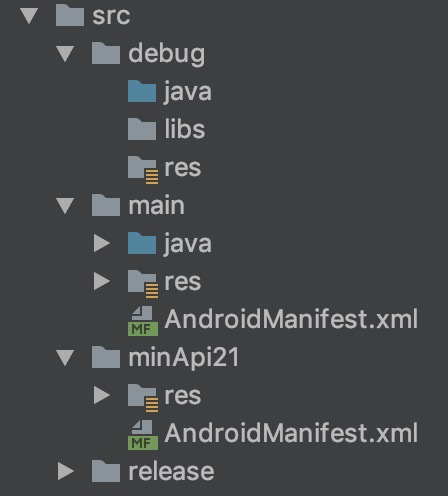 src
debug
java
libs
res
main
java
res
MF AndroidManifest.xml
minApi21
res
MF AndroidManifest.xml
release